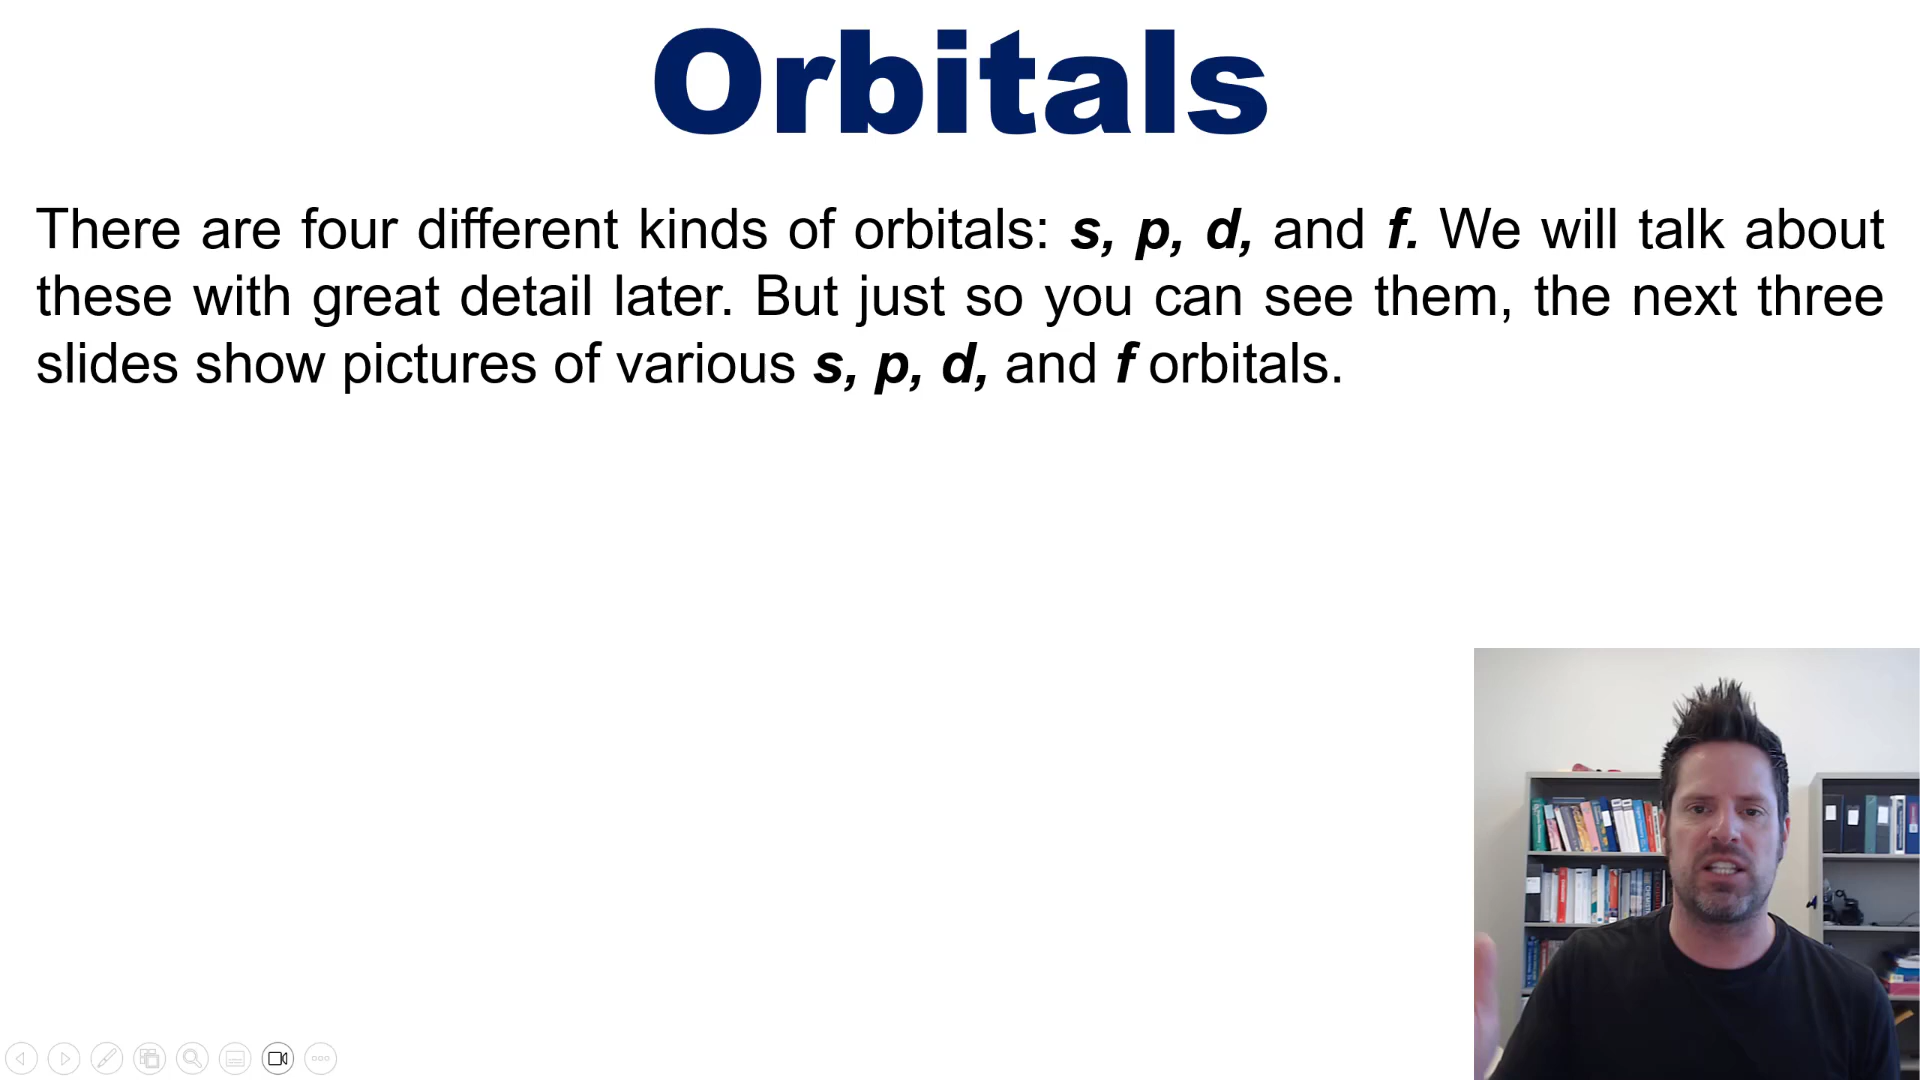 Orbitals
There are four different kinds of orbitals: s, p, d, and f. We will talk about
these with great detail later. But just so you can see them, the next three
slides show pictures of various s, p, d, and f orbitals.